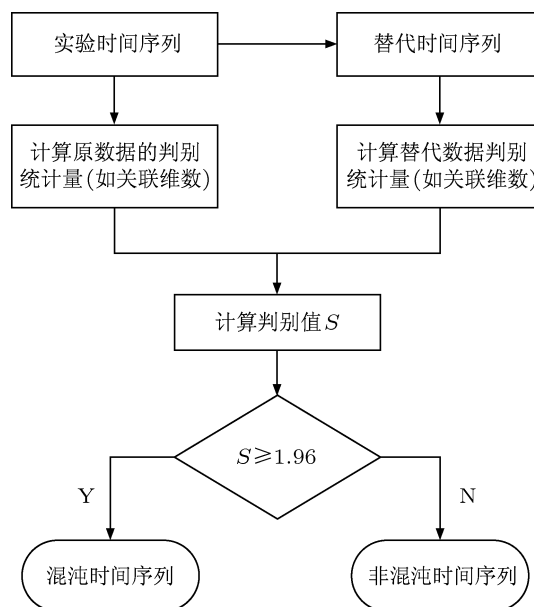 实验时间序列
替代时间序列
计算原数据的判别
统计量(如关联维数)
计算替代数据判别
统计量(如关联维数)
计算判别值S
S⩾1.96
Y
N
混沌时间序列
非混沌时间序列